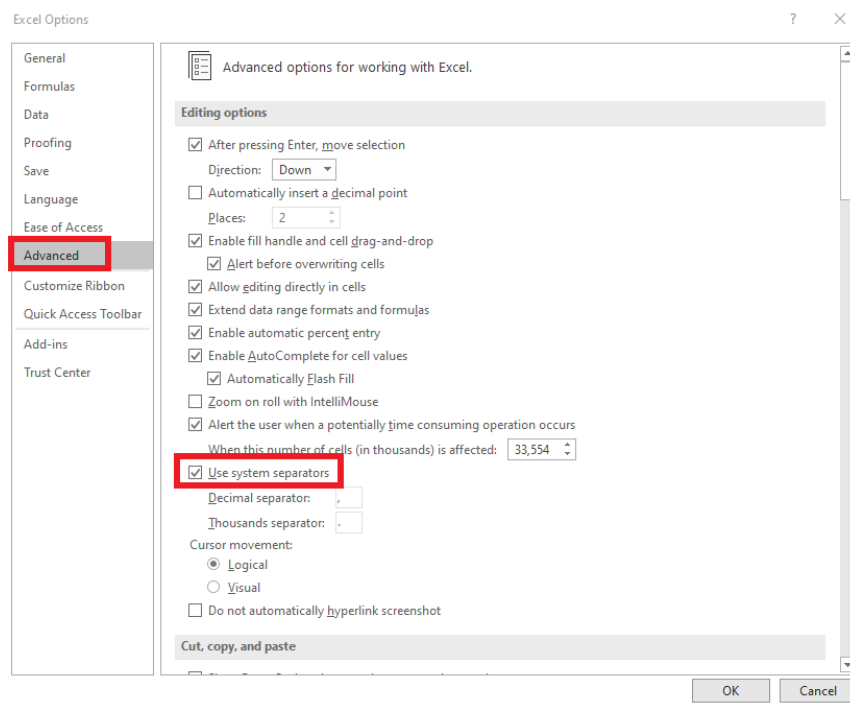 Excel Options
General
Formulas
Data
Proofing
Save
Language
Ease of Access
Advanced
Customize Ribbon
Quick Access Toolbar
Add-ins
Trust Center
Advanced options for working with Excel.
Editing options
After pressing Enter, move selection
Direction: Down
Automatically insert a decimal point
Places: 2
Enable fill handle and cell drag-and-drop
Alert before overwriting cells
Allow editing directly in cells
Extend data range formats and formulas
Enable automatic percent entry
Enable AutoComplete for cell values
Automatically Flash Fill
Zoom on roll with IntelliMouse
Alert the user when a potentially time consuming operation occurs
When this number of cells (in thousands) is affected: 33,554
Use system separators
Decimal separator: ,
Thousands separator: .
Cursor movement:
Logical
Visual
Do not automatically hyperlink screenshot
Cut, copy, and paste
OK Cancel